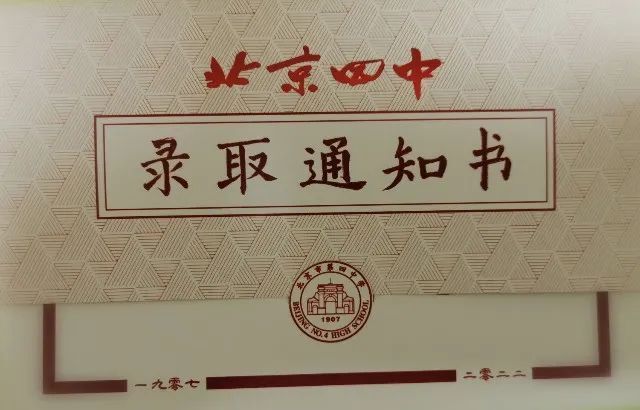 北京四中
录取通知书
北京市第四中学
1907
BEIJING NO.4 HIGH SCHOOL
一九零七
二零二二